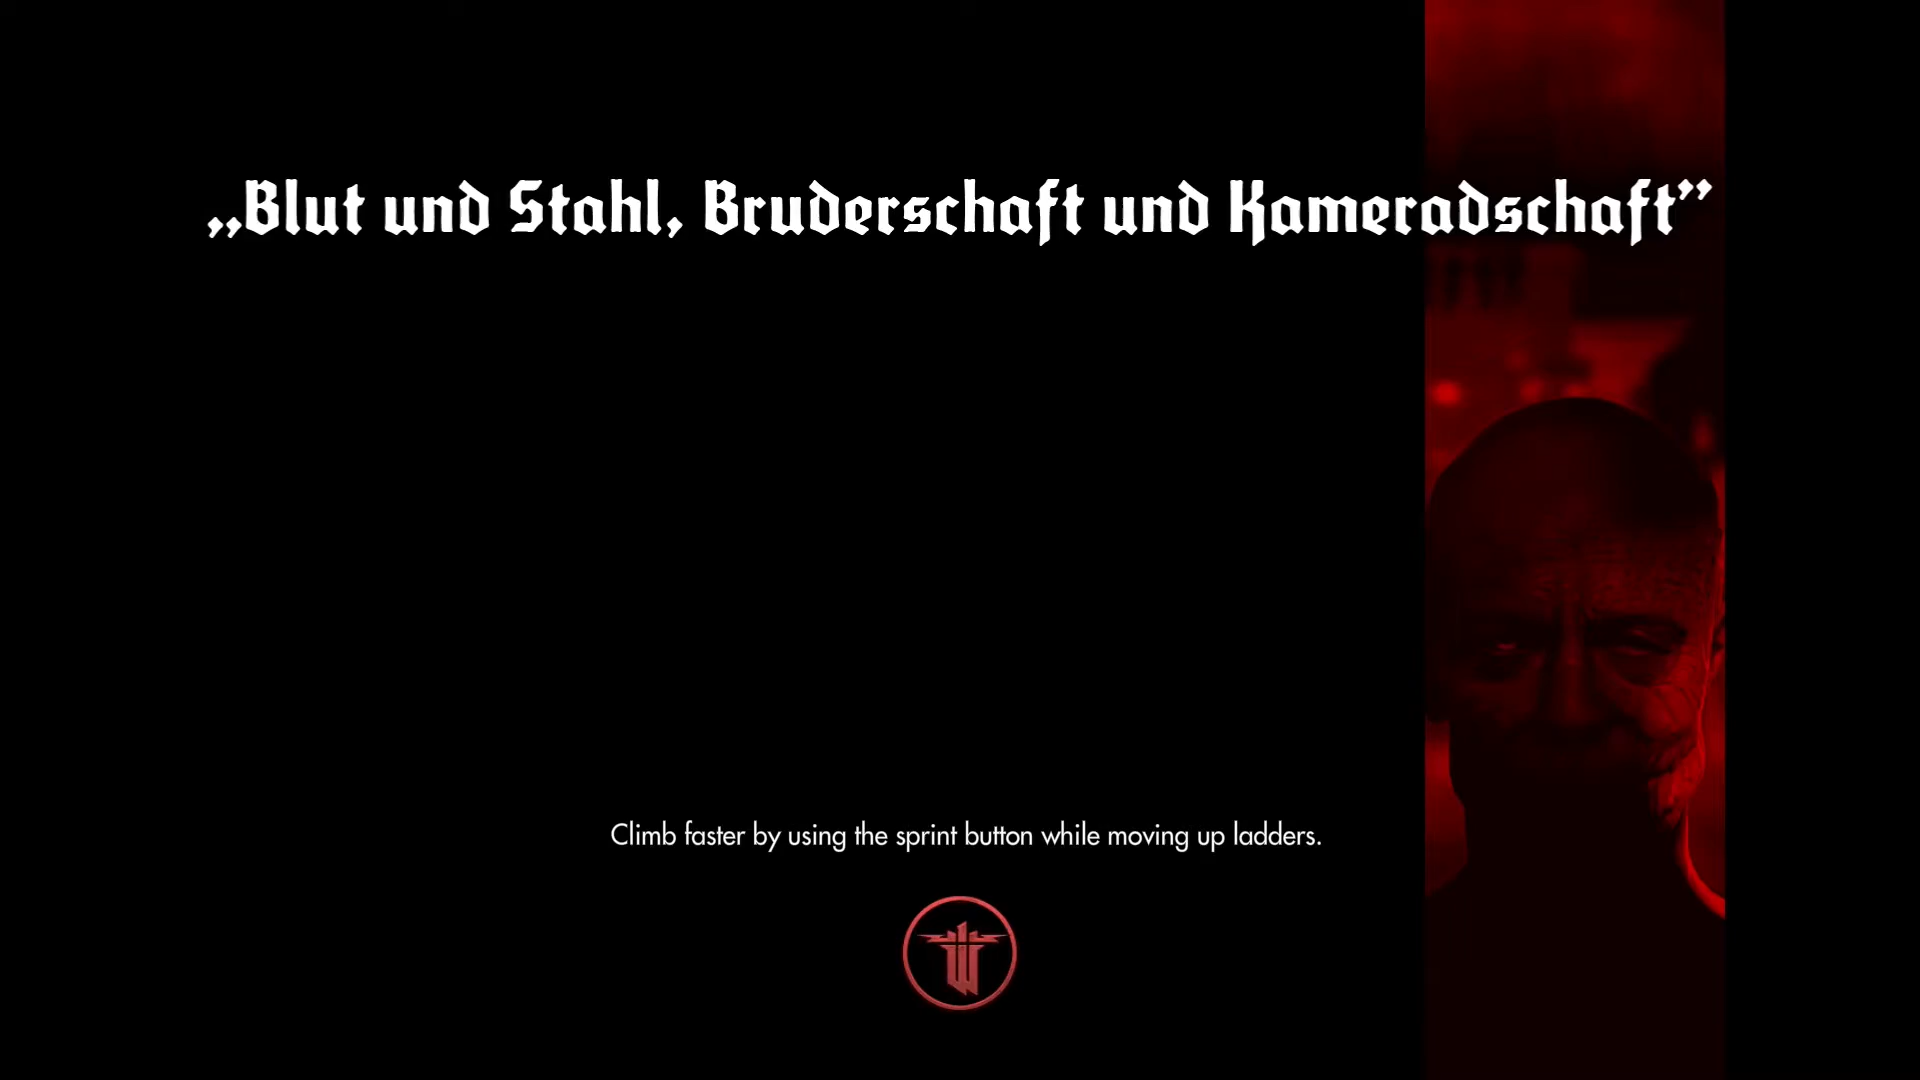 „Blut und Stahl, Bruderschaft und Kameradschaft”
Climb faster by using the sprint button while moving up ladders.